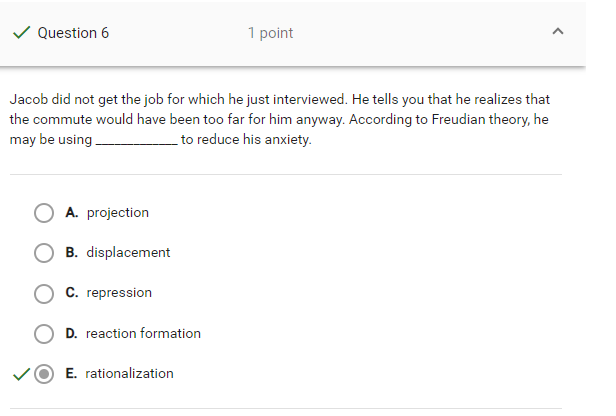 Question 6 1 point
Jacob did not get the job for which he just interviewed. He tells you that he realizes that
the commute would have been too far for him anyway. According to Freudian theory, he
may be using _____________ to reduce his anxiety.
A. projection
B. displacement
C. repression
D. reaction formation
E. rationalization